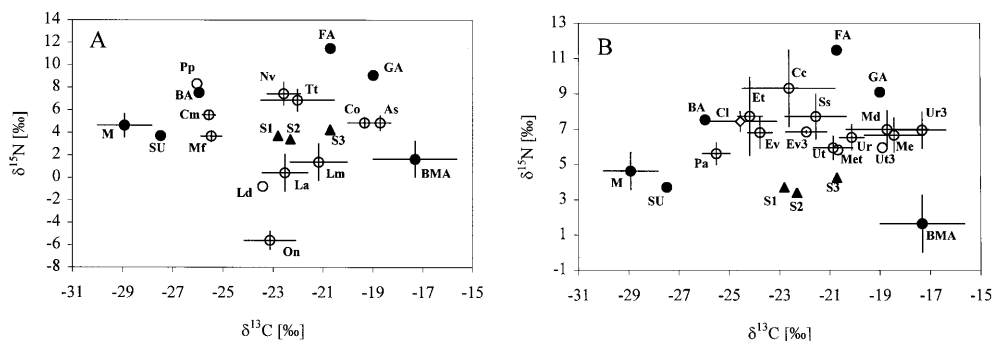 A
δ15N [‰]
14
12
10
8
6
4
2
0
-2
-4
-6
-8
-31 -29 -27 -25 -23 -21 -19 -17 -15
δ13C [‰]
FA
GA
Pp
BA
Nv
Tt
Cm
Co
As
M
SU
Mf
S1
S2
S3
BMA
Ld
La
Lm
On
B
δ15N [‰]
15
13
11
9
7
5
3
1
-1
-31 -29 -27 -25 -23 -21 -19 -17 -15
δ13C [‰]
FA
Cc
GA
Et
Ss
BA
Cl
Md
Ur3
Ev
Ev3
Ur
Pa
Ut
Met
Ut3
Me
M
SU
S1
S2
S3
BMA